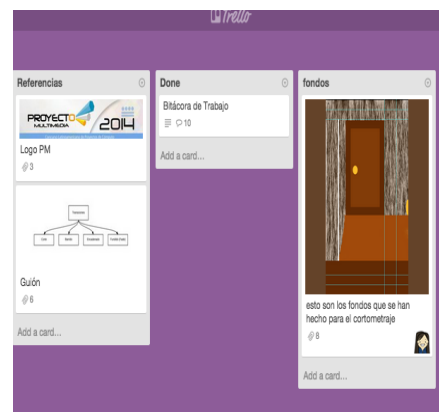 Trello
Referencias
PROYECTO
MULTIMEDIA
2014
Logo PM
3
Guión
6
Add a card...
Done
Bitácora de Trabajo
10
Add a card...
fondos
esto son los fondos que se han
hecho para el cortometraje
8
Add a card...